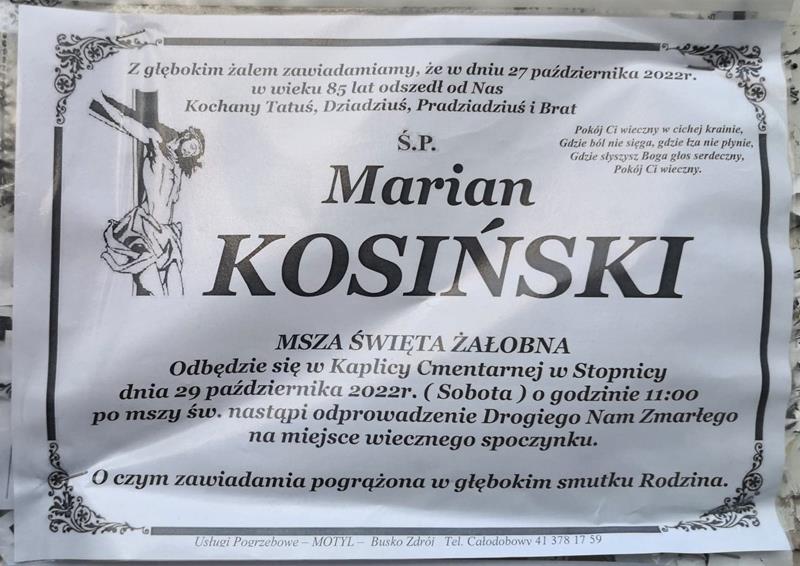 Z głębokim żalem zawiadamiamy, że w dniu 27 października 2022r.
w wieku 85 lat odszedł od Nas
Kochany Tatuś, Dziadziuś, Pradziadziuś i Brat
Pokój Ci wieczny w cichej krainie,
Gdzie ból nie sięga, gdzie łza nie płynie,
Gdzie słyszysz Boga głos serdeczny,
Pokój Ci wieczny.
Ś.P.
Marian
KOSIŃSKI
MSZA ŚWIĘTA ŻAŁOBNA
Odbędzie się w Kaplicy Cmentarnej w Stopnicy
dnia 29 października 2022r. ( Sobota ) o godzinie 11:00
po mszy św. nastąpi odprowadzenie Drogiego Nam Zmarłego
na miejsce wiecznego spoczynku.
O czym zawiadamia pogrążona w głębokim smutku Rodzina.
Usługi Pogrzebowe – MOTYL – Busko Zdrój Tel. Całodobowy 41 378 17 59